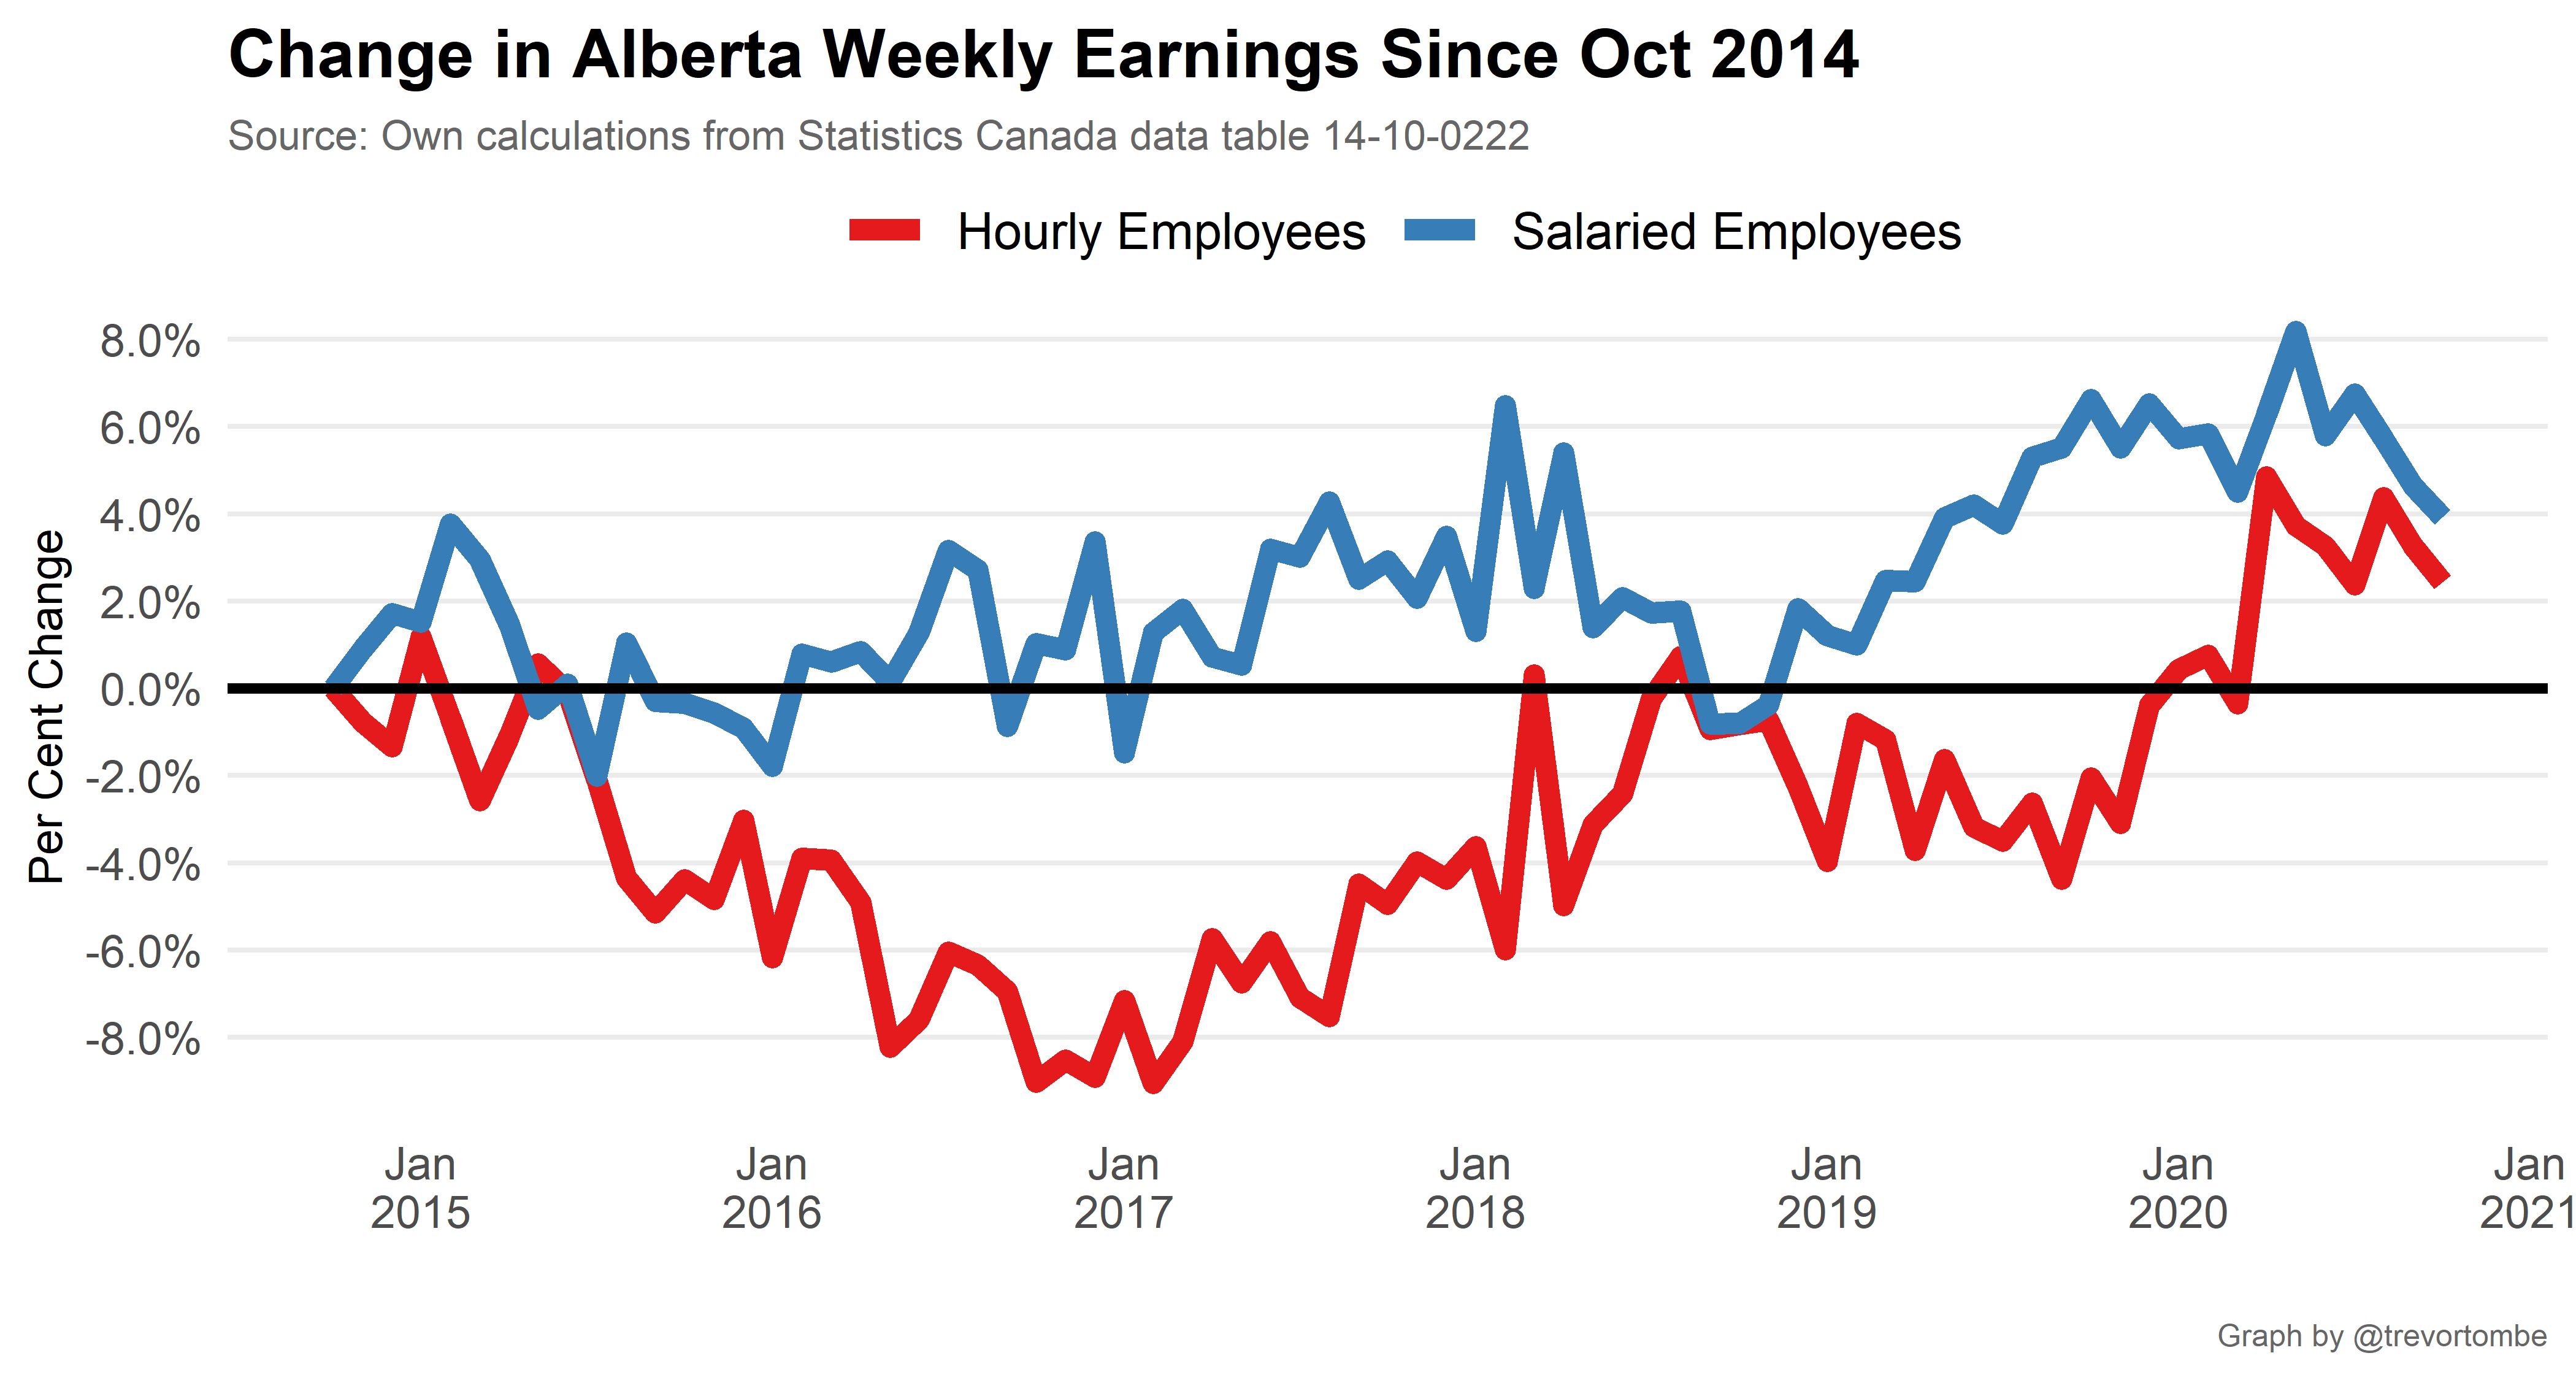 Change in Alberta Weekly Earnings Since Oct 2014
Source: Own calculations from Statistics Canada data table 14-10-0222
Hourly Employees Salaried Employees
Per Cent Change
8.0%
6.0%
4.0%
2.0%
0.0%
-2.0%
-4.0%
-6.0%
-8.0%
Jan Jan Jan Jan Jan Jan Jan
2015 2016 2017 2018 2019 2020 2021
Graph by @trevortombe